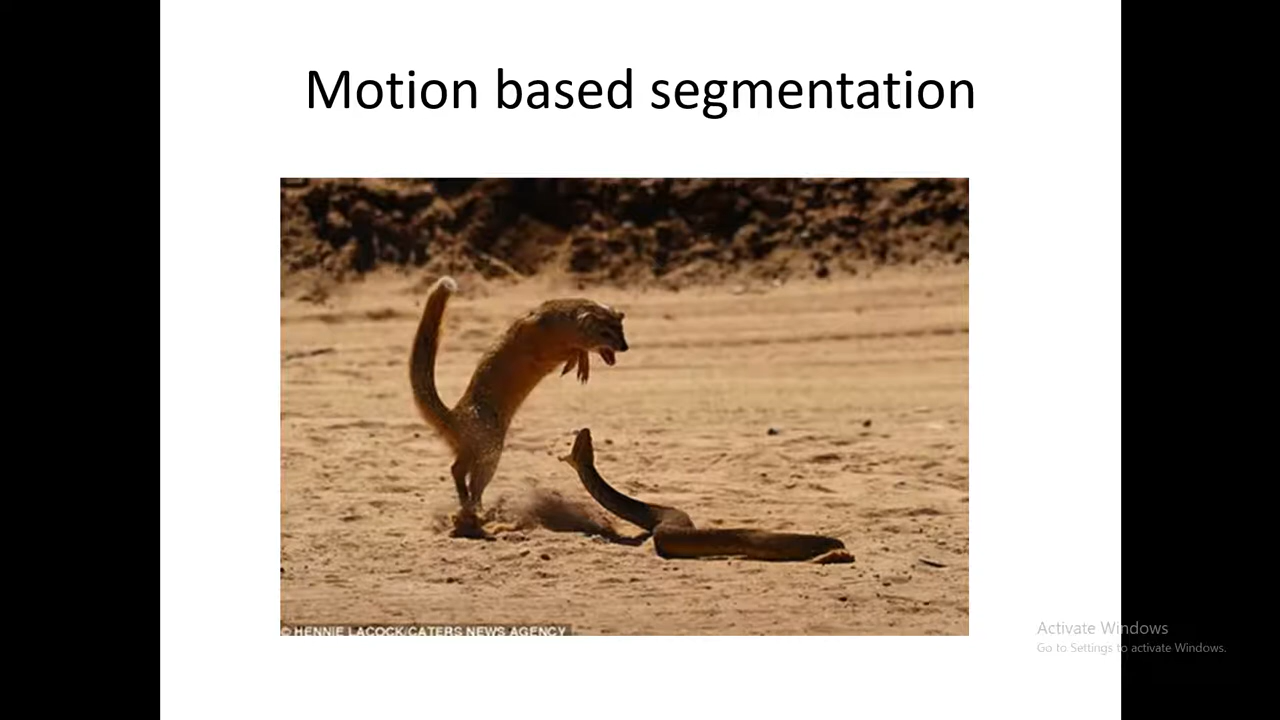 Motion based segmentation
© HENNIE LACOCK/CATERS NEWS AGENCY
Activate Windows
Go to Settings to activate Windows.